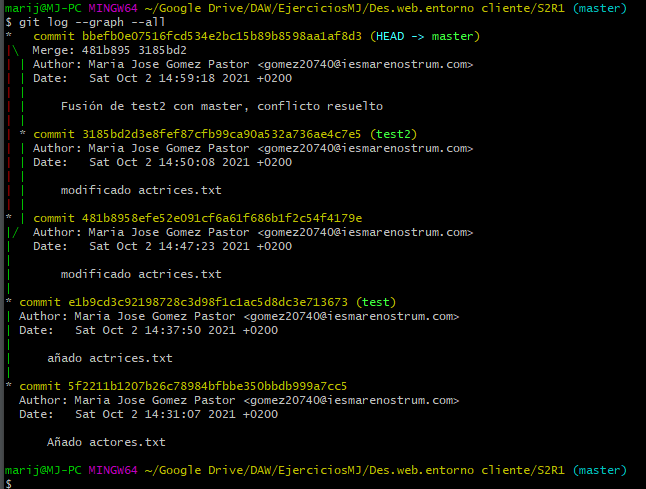 marij@MJ-PC MINGW64 ~/Google Drive/DAW/EjerciciosMJ/Des.web.entorno cliente/S2R1 (master)
$ git log --graph --all
*   commit bbefb0e07516fcd534e2bc15b89b8598aa1af8d3 (HEAD -> master)
|\  Merge: 481b895 3185bd2
| | Author: Maria Jose Gomez Pastor <gomez20740@iesmarenostrum.com>
| | Date:   Sat Oct 2 14:59:18 2021 +0200
| |
| |     Fusión de test2 con master, conflicto resuelto
| |
| * commit 3185bd2d3e8fef87cfb99ca90a532a736ae4c7e5 (test2)
| | Author: Maria Jose Gomez Pastor <gomez20740@iesmarenostrum.com>
| | Date:   Sat Oct 2 14:50:08 2021 +0200
| |
| |     modificado actrices.txt
| |
* | commit 481b8958efe52e091cf6a61f686b1f2c54f4179e
|/  Author: Maria Jose Gomez Pastor <gomez20740@iesmarenostrum.com>
|   Date:   Sat Oct 2 14:47:23 2021 +0200
|
|       modificado actrices.txt
|
* commit e1b9cd3c92198728c3d98f1c1ac5d8dc3e713673 (test)
| Author: Maria Jose Gomez Pastor <gomez20740@iesmarenostrum.com>
| Date:   Sat Oct 2 14:37:50 2021 +0200
|
|     añado actrices.txt
|
* commit 5f2211b1207b26c78984bfbbe350bbdb999a7cc5
  Author: Maria Jose Gomez Pastor <gomez20740@iesmarenostrum.com>
  Date:   Sat Oct 2 14:31:07 2021 +0200

      Añado actores.txt

marij@MJ-PC MINGW64 ~/Google Drive/DAW/EjerciciosMJ/Des.web.entorno cliente/S2R1 (master)
$